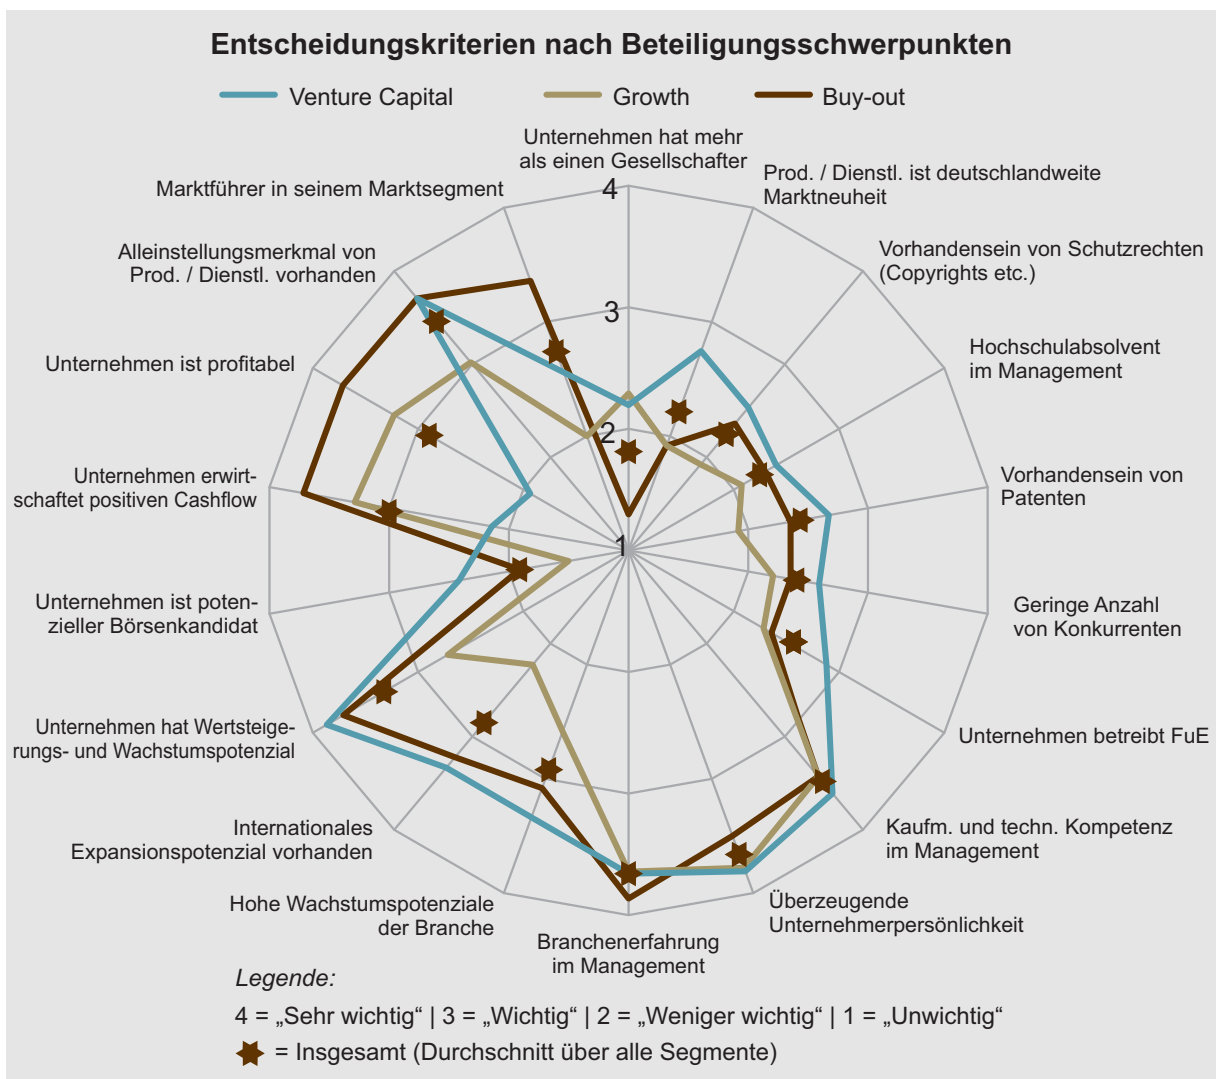 Entscheidungskriterien nach Beteiligungsschwerpunkten
Venture Capital
Growth
Buy-out
Unternehmen hat mehr
als einen Gesellschafter
Prod. / Dienstl. ist deutschlandweite
Marktneuheit
Vorhandensein von Schutzrechten
(Copyrights etc.)
Hochschulabsolvent
im Management
Vorhandensein von
Patenten
Geringe Anzahl
von Konkurrenten
Unternehmen betreibt FuE
Kaufm. und techn. Kompetenz
im Management
Überzeugende
Unternehmerpersönlichkeit
Branchenerfahrung
im Management
Hohe Wachstumspotenziale
der Branche
Internationales
Expansionspotenzial vorhanden
Unternehmen hat Wertsteige-
rungs- und Wachstumspotenzial
Unternehmen ist poten-
zieller Börsenkandidat
Unternehmen erwirt-
schaftet positiven Cashflow
Unternehmen ist profitabel
Alleinstellungsmerkmal von
Prod. / Dienstl. vorhanden
Marktführer in seinem Marktsegment
4
3
2
1
Legende:
4 = „Sehr wichtig“ | 3 = „Wichtig“ | 2 = „Weniger wichtig“ | 1 = „Unwichtig“
= Insgesamt (Durchschnitt über alle Segmente)